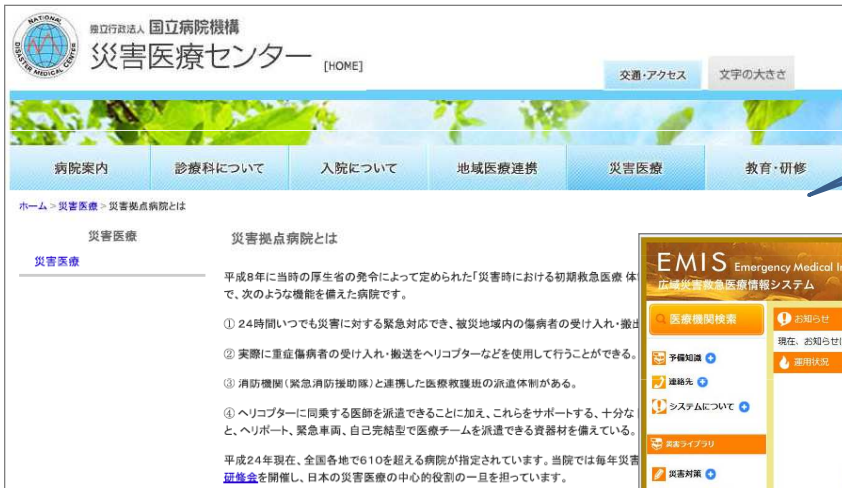 NATIONAL DISASTER MEDICAL CENTER
独立行政法人 国立病院機構
災害医療センター [HOME]
交通・アクセス
文字の大きさ
病院案内
診療科について
入院について
地域医療連携
災害医療
教育・研修
ホーム > 災害医療 > 災害拠点病院とは
災害医療
災害医療
災害拠点病院とは
平成8年に当時の厚生省の発令によって定められた「災害時における初期救急医療 体
で、次のような機能を備えた病院です。
① 24時間いつでも災害に対する緊急対応でき、被災地域内の傷病者の受け入れ・搬出
② 実際に重症傷病者の受け入れ・搬送をヘリコプターなどを使用して行うことができる。
③ 消防機関(緊急消防援助隊)と連携した医療救護班の派遣体制がある。
④ ヘリコプターに同乗する医師を派遣できることに加え、これらをサポートする、十分な
と、ヘリポート、緊急車両、自己完結型で医療チームを派遣できる資器材を備えている。
平成24年現在、全国各地で610を超える病院が指定されています。当院では毎年災害
研修会を開催し、日本の災害医療の中心的役割の一旦を担っています。
EMIS Emergency Medical In
広域災害救急医療情報システム
医療機関検索
お知らせ
現在、お知らせは
運用状況
予備知識
連絡先
システムについて
災害ライブラリ
災害対策